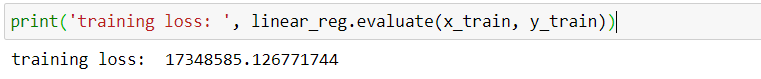 print('training loss: ', linear_reg.evaluate(x_train, y_train))
training loss:  17348585.126771744